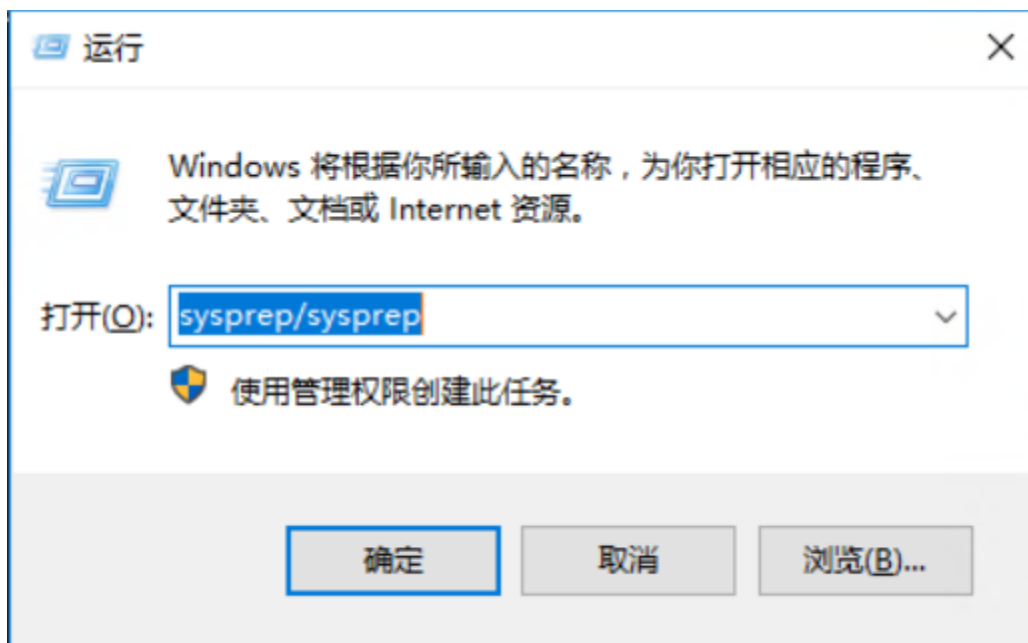 运行
Windows 将根据你所输入的名称，为你打开相应的程序、
文件夹、文档或 Internet 资源。
打开(O): sysprep/sysprep
使用管理权限创建此任务。
确定 取消 浏览(B)...